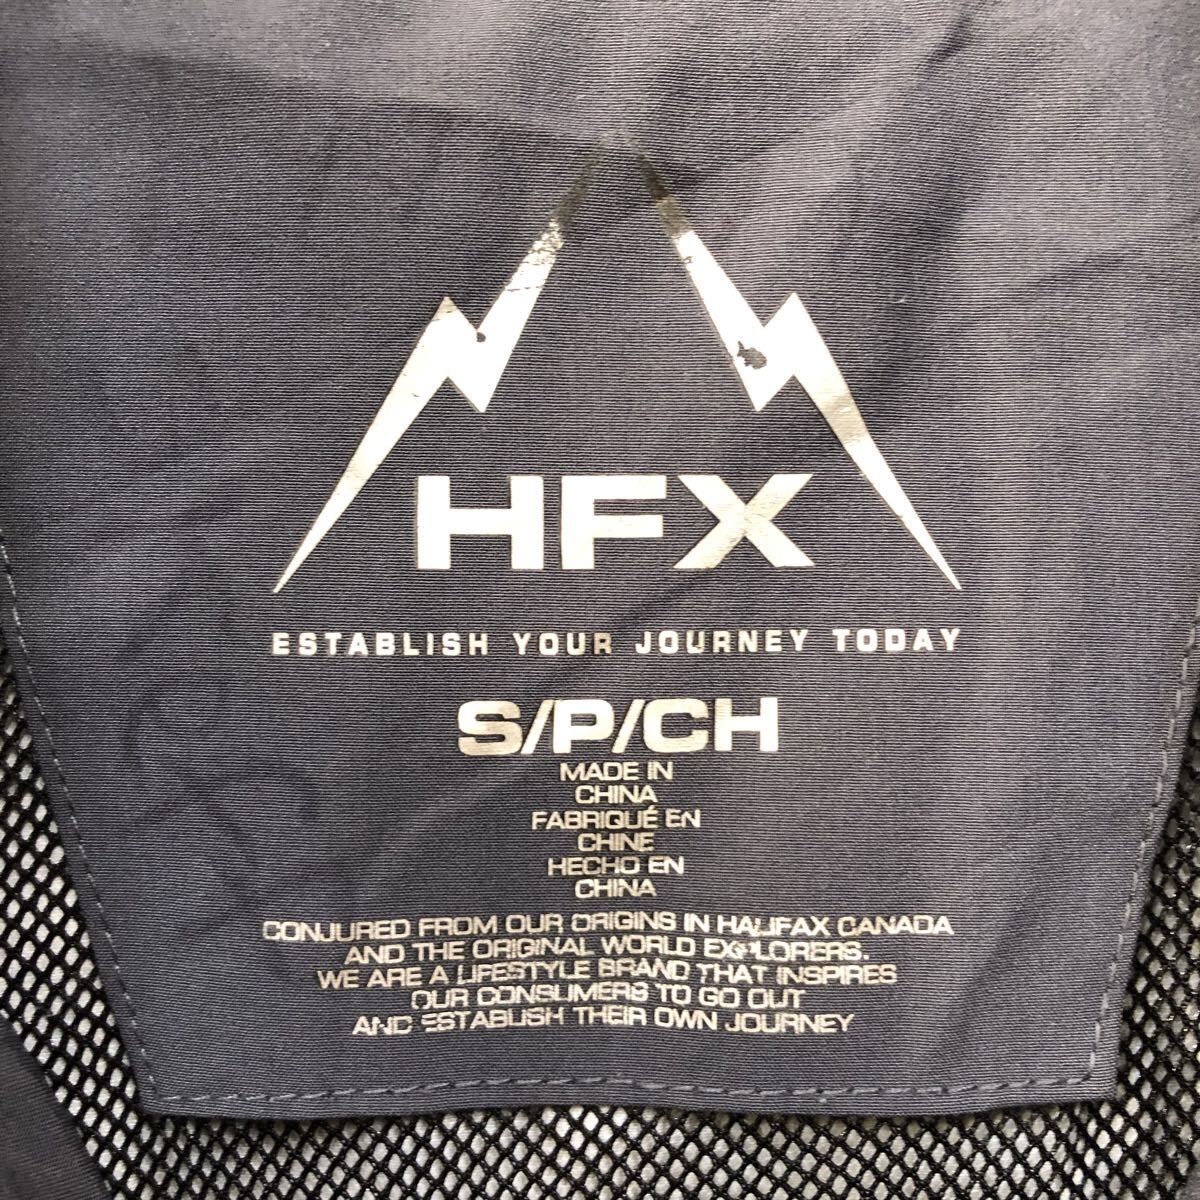 HFX
ESTABLISH YOUR JOURNEY TODAY
S/P/CH
MADE IN
CHINA
FABRIQUÉ EN
CHINE
HECHO EN
CHINA
CONJURED FROM OUR ORIGINS IN HALIFAX CANADA
AND THE ORIGINAL WORLD EXPLORERS.
WE ARE A LIFESTYLE BRAND THAT INSPIRES
OUR CONSUMERS TO GO OUT
AND ESTABLISH THEIR OWN JOURNEY